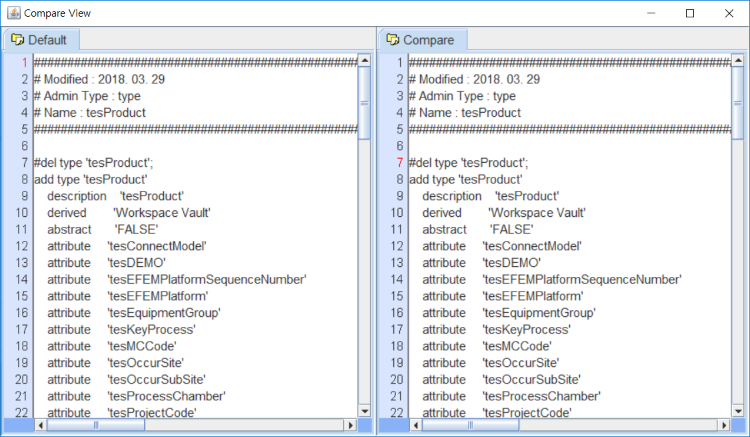 Compare View
Default
1 ##################################################
2 # Modified : 2018. 03. 29
3 # Admin Type : type
4 # Name : tesProduct
5 ##################################################
6
7 #del type 'tesProduct';
8 add type 'tesProduct'
9 description 'tesProduct'
10 derived 'Workspace Vault'
11 abstract 'FALSE'
12 attribute 'tesConnectModel'
13 attribute 'tesDEMO'
14 attribute 'tesEFEMPlatformSequenceNumber'
15 attribute 'tesEFEMPlatform'
16 attribute 'tesEquipmentGroup'
17 attribute 'tesKeyProcess'
18 attribute 'tesMCCode'
19 attribute 'tesOccurSite'
20 attribute 'tesOccurSubSite'
21 attribute 'tesProcessChamber'
22 attribute 'tesProjectCode'
Compare
1 ##################################################
2 # Modified : 2018. 03. 29
3 # Admin Type : type
4 # Name : tesProduct
5 ##################################################
6
7 #del type 'tesProduct';
8 add type 'tesProduct'
9 description 'tesProduct'
10 derived 'Workspace Vault'
11 abstract 'FALSE'
12 attribute 'tesConnectModel'
13 attribute 'tesDEMO'
14 attribute 'tesEFEMPlatformSequenceNumber'
15 attribute 'tesEFEMPlatform'
16 attribute 'tesEquipmentGroup'
17 attribute 'tesKeyProcess'
18 attribute 'tesMCCode'
19 attribute 'tesOccurSite'
20 attribute 'tesOccurSubSite'
21 attribute 'tesProcessChamber'
22 attribute 'tesProjectCode'